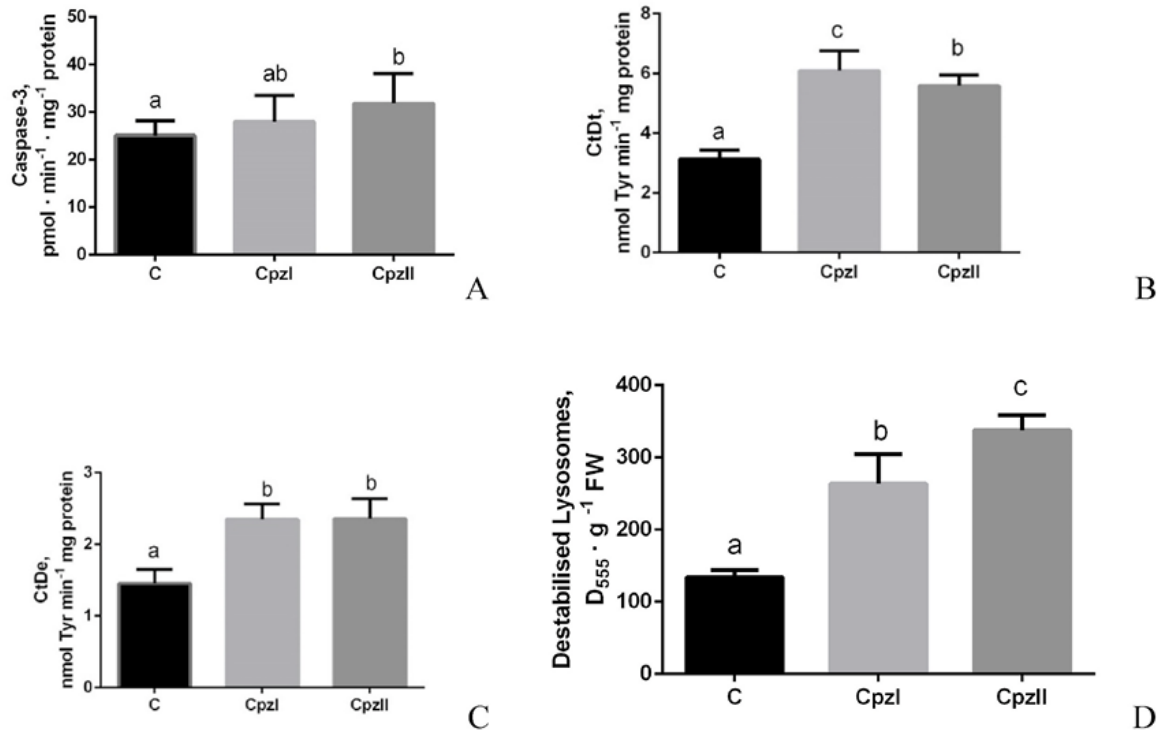 Caspase-3,
pmol · min⁻¹ · mg⁻¹ protein
50
40
30
20
10
0
a
ab
b
C
CpzI
CpzII
A
CtDt,
nmol Tyr min⁻¹ mg protein
8
6
4
2
0
a
c
b
C
CpzI
CpzII
B
CtDe,
nmol Tyr min⁻¹ mg protein
3
2
1
0
a
b
b
C
CpzI
CpzII
C
Destabilised Lysosomes,
D₅₅₅ · g⁻¹ FW
400
300
200
100
0
a
b
c
C
CpzI
CpzII
D